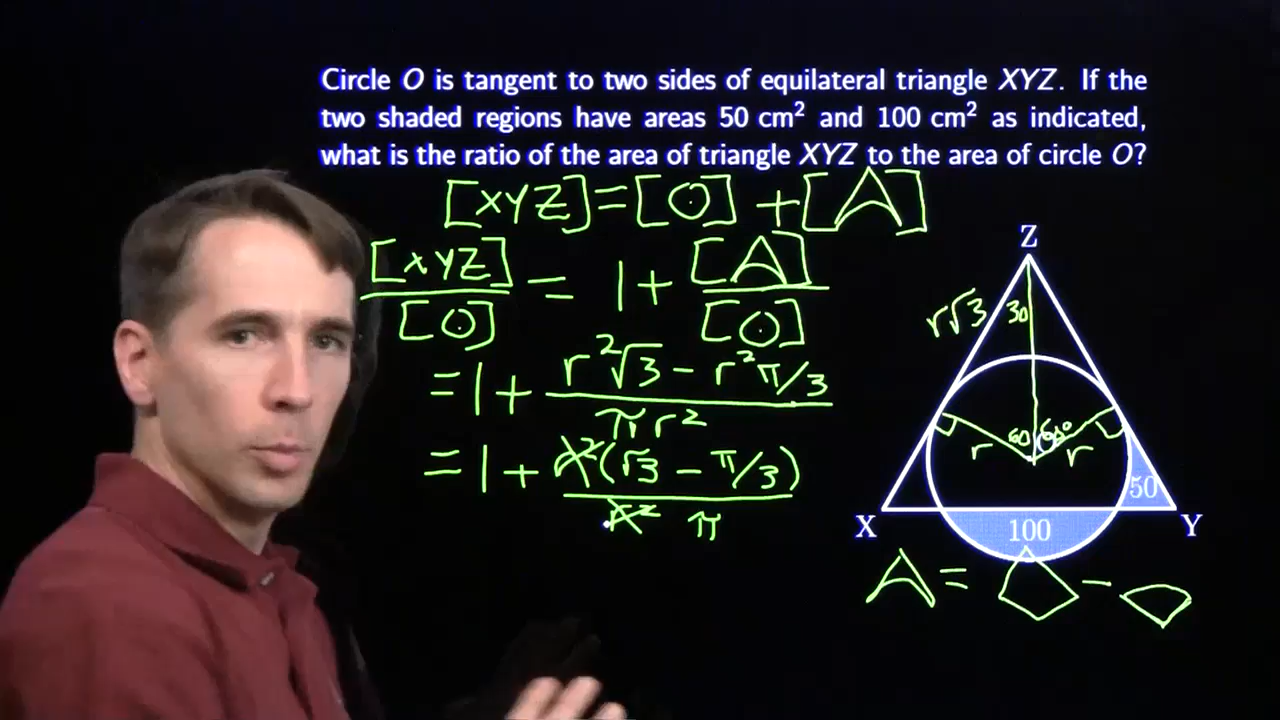 Circle O is tangent to two sides of equilateral triangle XYZ. If the
two shaded regions have areas 50 cm² and 100 cm² as indicated,
what is the ratio of the area of triangle XYZ to the area of circle O?
[XYZ] = [O] + [A]
[XYZ]/[O] = 1 + [A]/[O]
= 1 + (r²√3 - r²π/3)/(πr²)
= 1 + r²(√3 - π/3)/(r² π)
Z
r√3
30
60
60°
r
r
50
X
100
Y
A = -